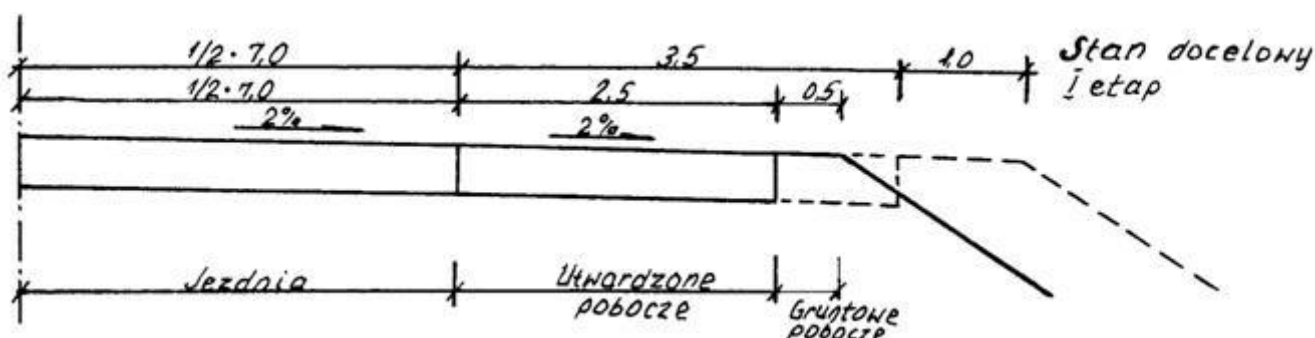 1/2 · 7,0
3,5
1,0
Stan docelowy
1/2 · 7,0
2,5
0,5
I etap
2%
2%
Jezdnia
Utwardzone
pobocze
Gruntowe
pobocze